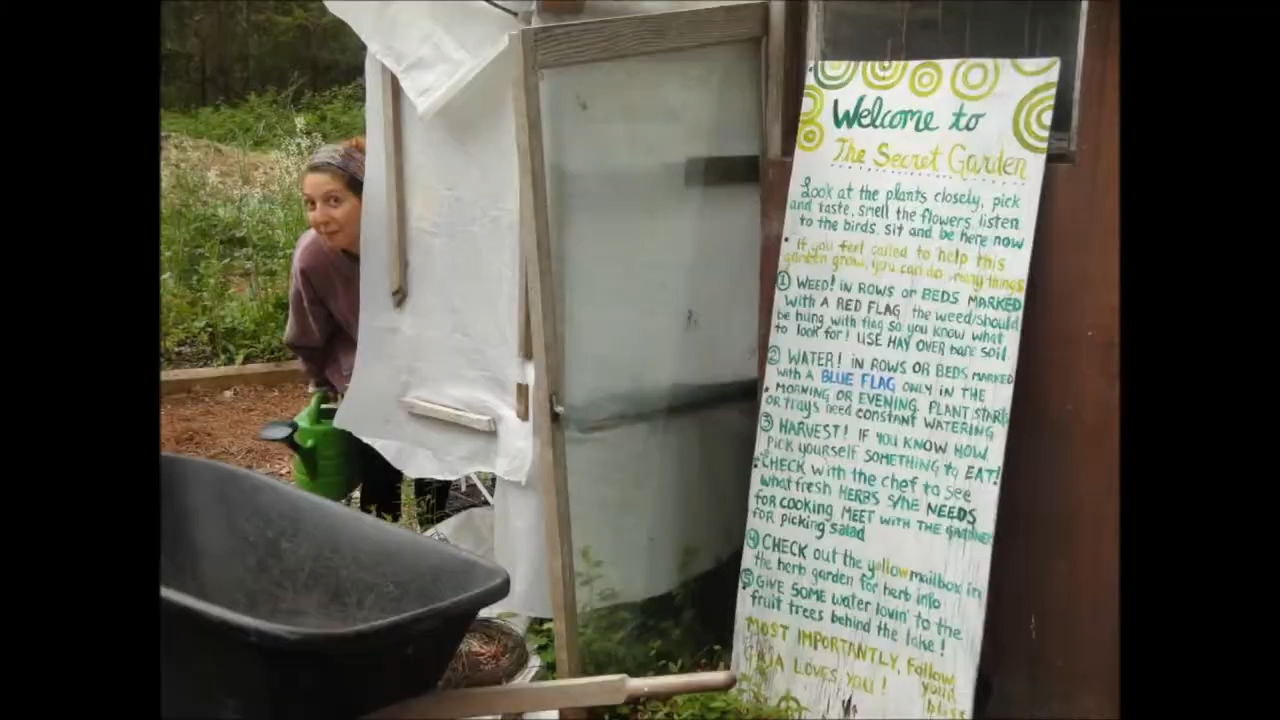 Welcome to
The Secret Garden
Look at the plants closely, pick
and taste, smell the flowers, listen
to the birds, sit and be here now
• If you feel called to help this
garden grow, you can do many things
① WEED! IN ROWS OR BEDS MARKED
with A RED FLAG the weed/should
be hung with flag so you know what
to look for! USE HAY OVER bare soil.
② WATER! IN ROWS OR BEDS MARKED
with a BLUE FLAG ONLY IN THE
• MORNING OR EVENING. PLANT STARTS
OR trays need constant WATERING
③ HARVEST! IF YOU KNOW HOW,
PICK yourself SOMETHING to EAT!
• CHECK with the chef to see
what fresh HERBS S/HE NEEDS
FOR cooking MEET WITH THE GARDENER
FOR picking salad
④ CHECK out the yellow mailbox in
the herb garden for herb info
⑤ GIVE SOME water lovin' to the
fruit trees behind the lake!
MOST IMPORTANTLY, Follow
GAIA LOVES YOU! your
bliss